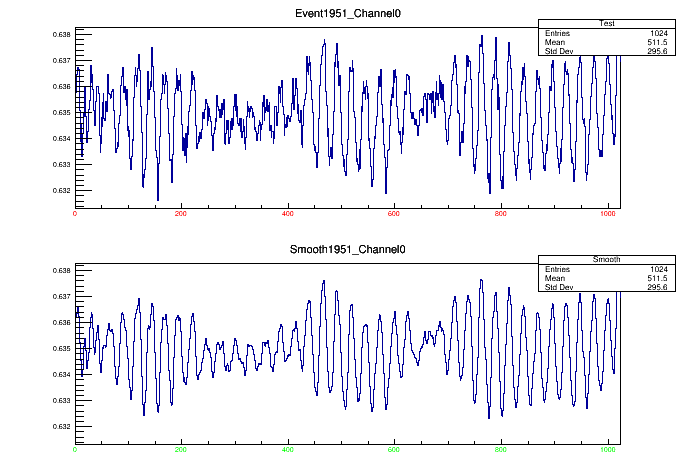 Event1951_Channel0
Test
Entries 1024
Mean 511.5
Std Dev 295.6
0.638
0.637
0.636
0.635
0.634
0.633
0.632
0 200 400 600 800 1000
Smooth1951_Channel0
Smooth
Entries 1024
Mean 511.5
Std Dev 295.6
0.638
0.637
0.636
0.635
0.634
0.633
0.632
0 200 400 600 800 1000